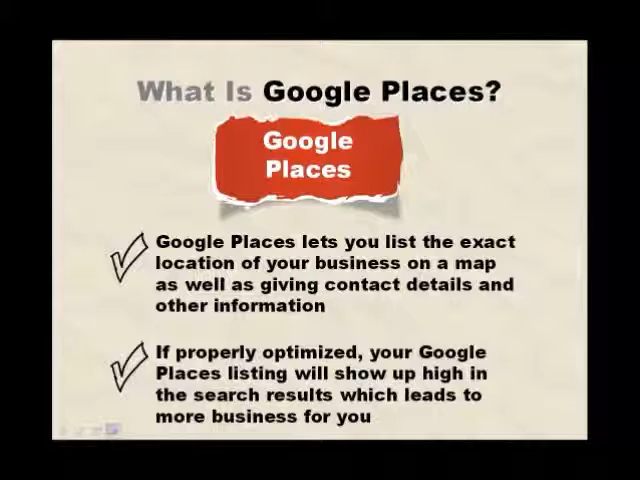 What Is Google Places?
Google
Places
Google Places lets you list the exact
location of your business on a map
as well as giving contact details and
other information
If properly optimized, your Google
Places listing will show up high in
the search results which leads to
more business for you